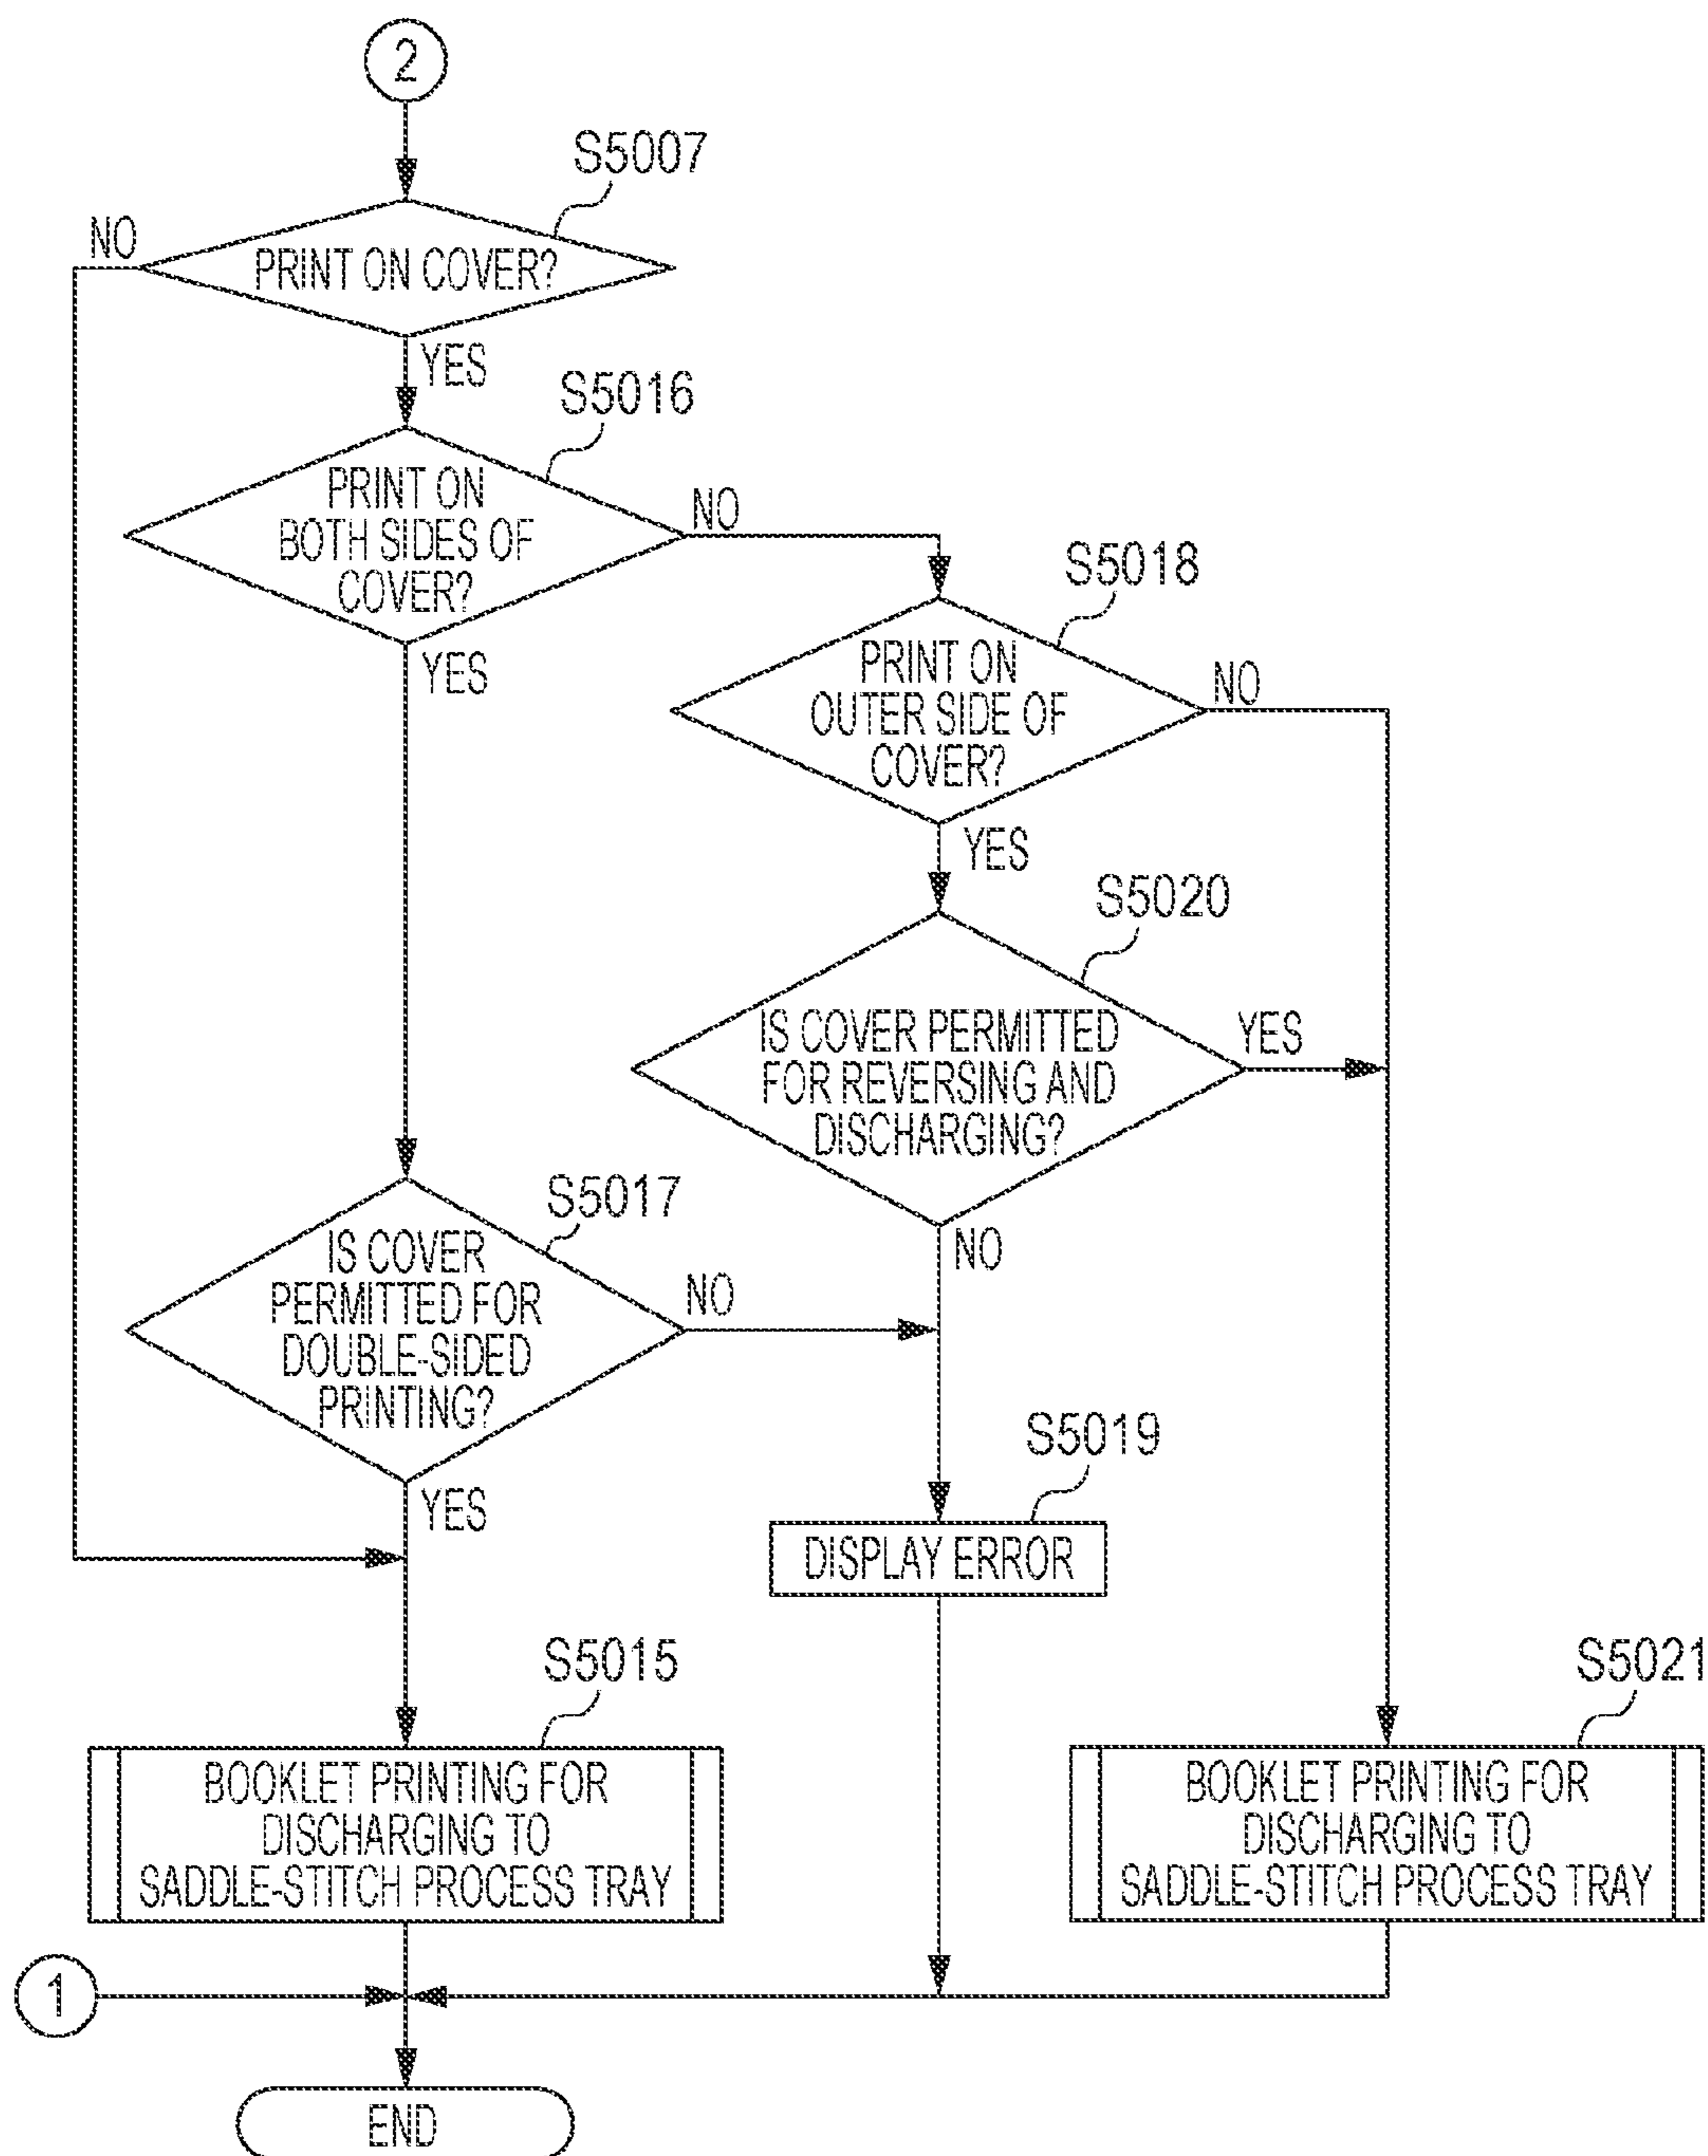 2
S5007
NO
PRINT ON COVER?
YES
S5016
PRINT ON
BOTH SIDES OF
COVER?
NO
YES
S5018
PRINT ON
OUTER SIDE OF
COVER?
NO
YES
S5020
IS COVER PERMITTED
FOR REVERSING AND
DISCHARGING?
YES
NO
S5017
IS COVER
PERMITTED FOR
DOUBLE-SIDED
PRINTING?
NO
YES
S5019
DISPLAY ERROR
S5015
BOOKLET PRINTING FOR
DISCHARGING TO
SADDLE-STITCH PROCESS TRAY
S5021
BOOKLET PRINTING FOR
DISCHARGING TO
SADDLE-STITCH PROCESS TRAY
1
END